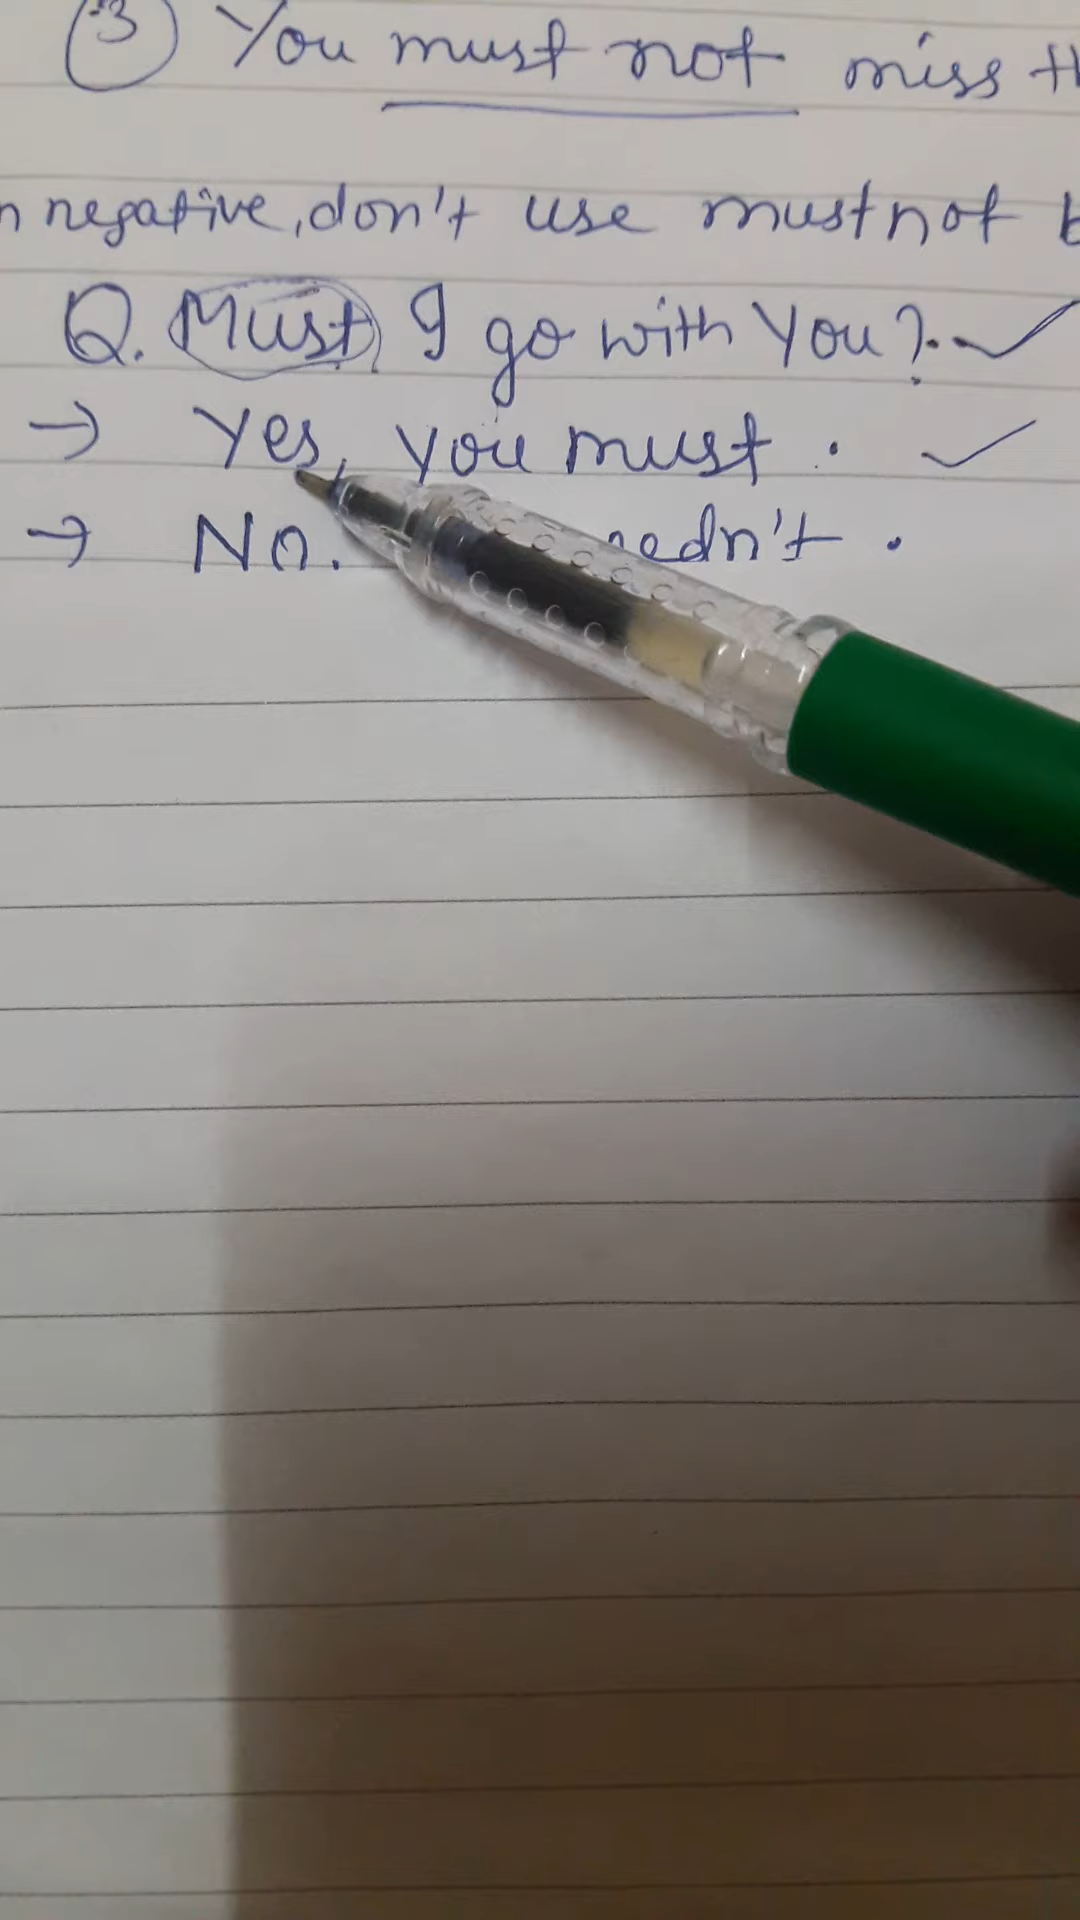 3 You must not miss
negative, don't use must not
Q. Must I go with you?
→ Yes, you must.
→ No.